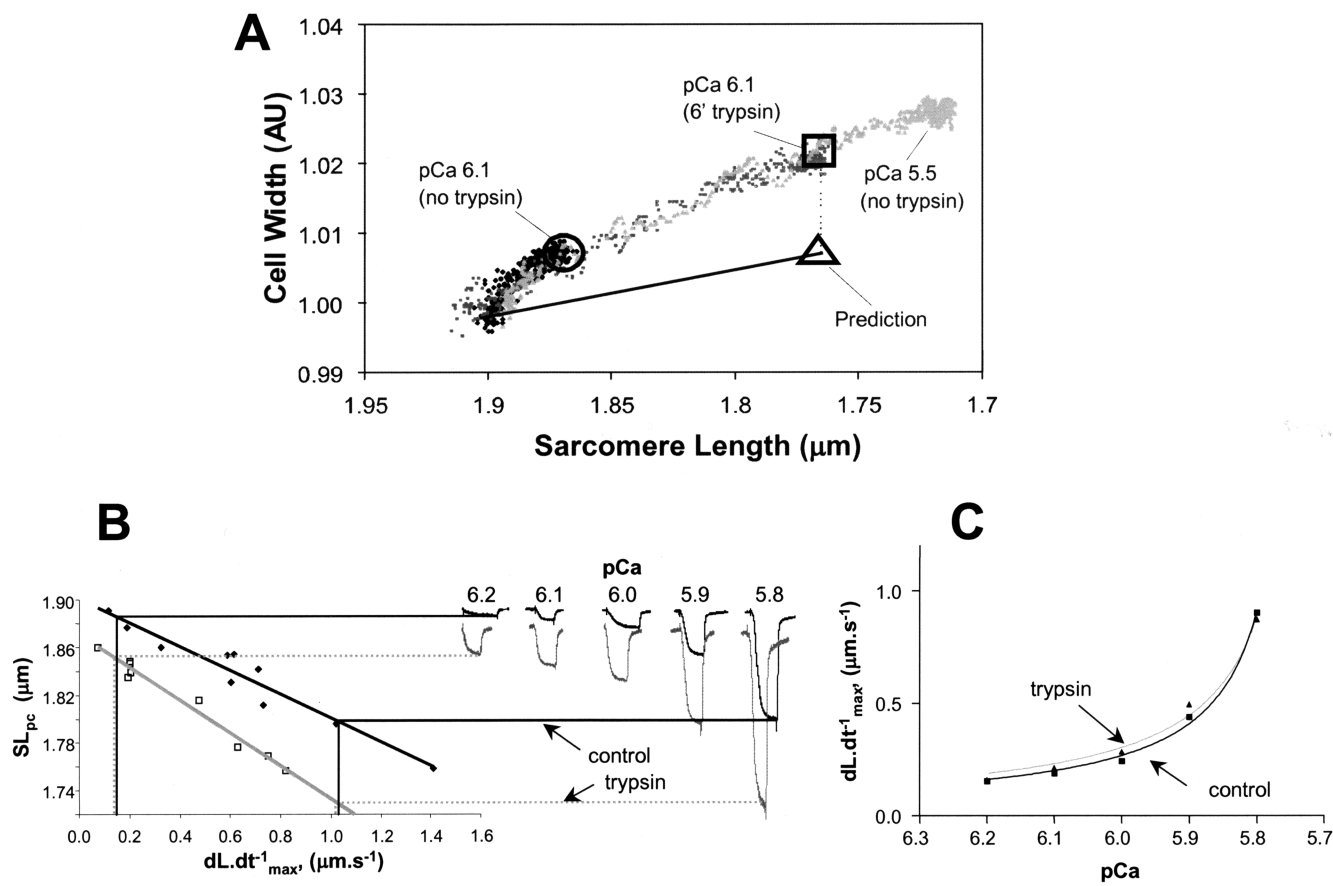 A
1.04
1.03
1.02
1.01
1.00
0.99
Cell Width (AU)
pCa 6.1
(6' trypsin)
pCa 6.1
(no trypsin)
pCa 5.5
(no trypsin)
Prediction
1.95
1.9
1.85
1.8
1.75
1.7
Sarcomere Length (μm)
B
pCa
6.2
6.1
6.0
5.9
5.8
1.90
1.86
1.82
1.78
1.74
SLpc (μm)
control
trypsin
0.0
0.2
0.4
0.6
0.8
1.0
1.2
1.4
1.6
dL.dt⁻¹max, (μm.s⁻¹)
C
1.0
0.5
0.0
dL.dt⁻¹max, (μm.s⁻¹)
trypsin
control
6.3
6.2
6.1
6.0
5.9
5.8
5.7
pCa